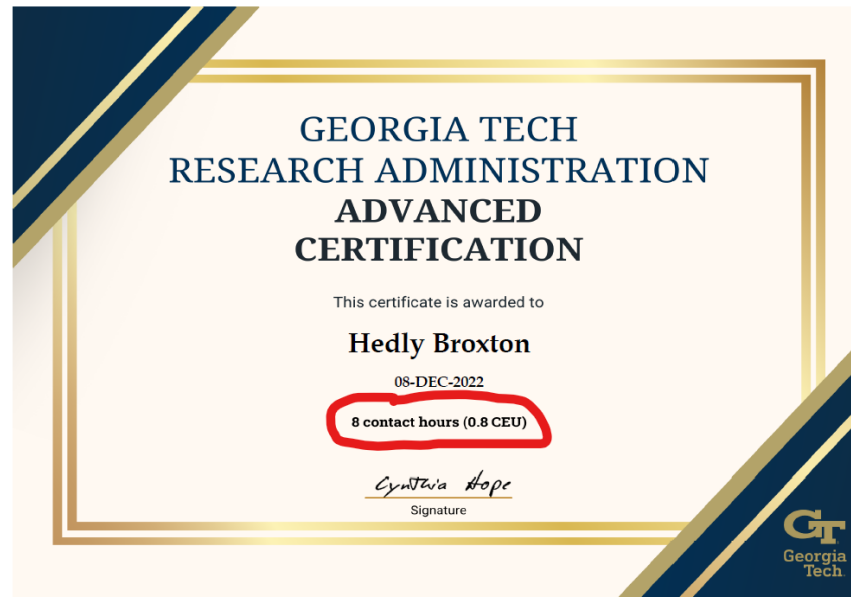 GEORGIA TECH
RESEARCH ADMINISTRATION
ADVANCED
CERTIFICATION
This certificate is awarded to
Hedly Broxton
08-DEC-2022
8 contact hours (0.8 CEU)
Cynthia Hope
Signature
GT
Georgia
Tech